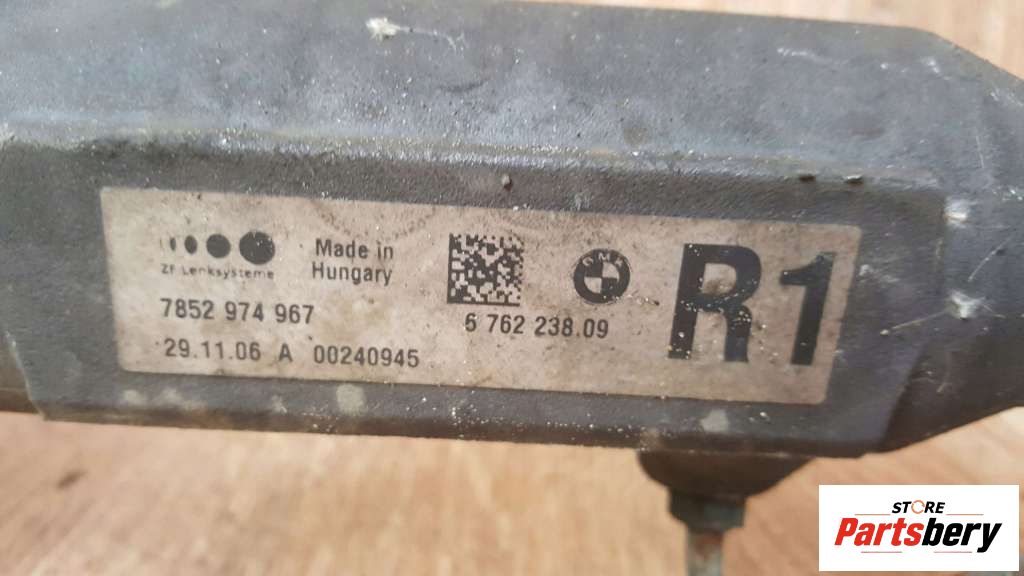 ZF Lenksysteme
Made in
Hungary
7852 974 967
29.11.06 A 00240945
BMW
6 762 238.09
R1
STORE
Partsbery